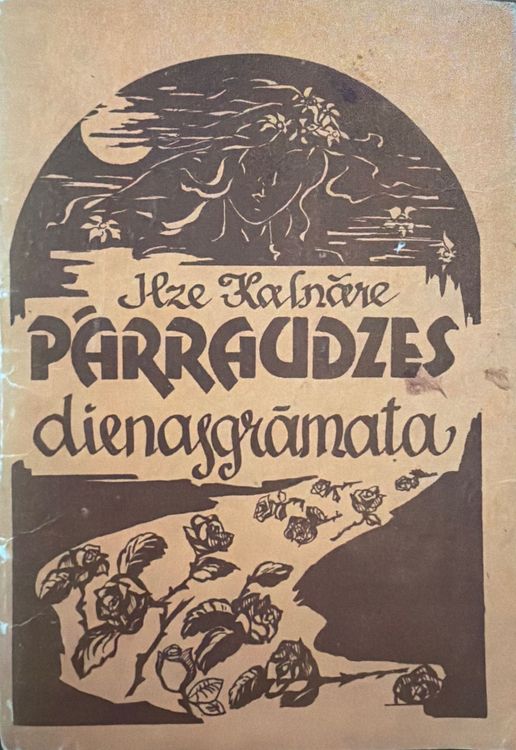 Ilze Kalnāre
PĀRRAUDZES
dienasgrāmata